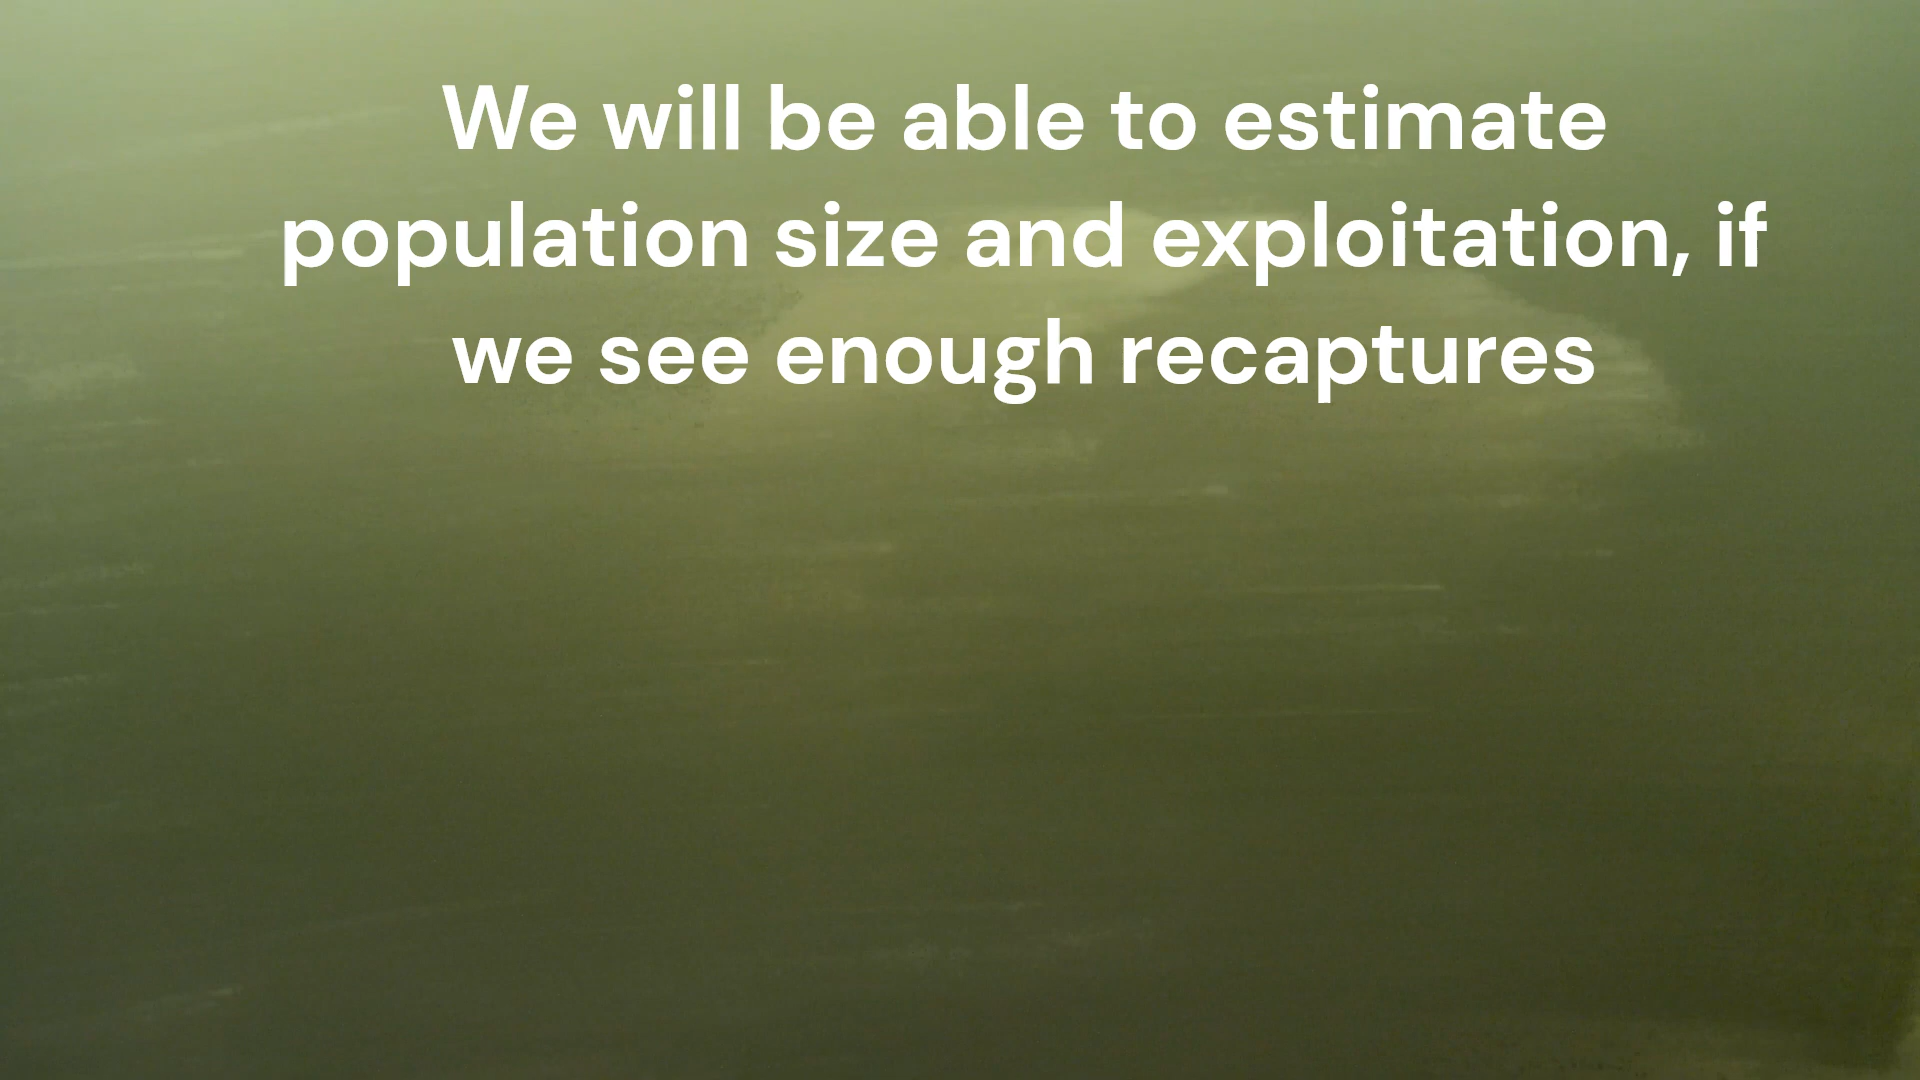 We will be able to estimate
population size and exploitation, if
we see enough recaptures